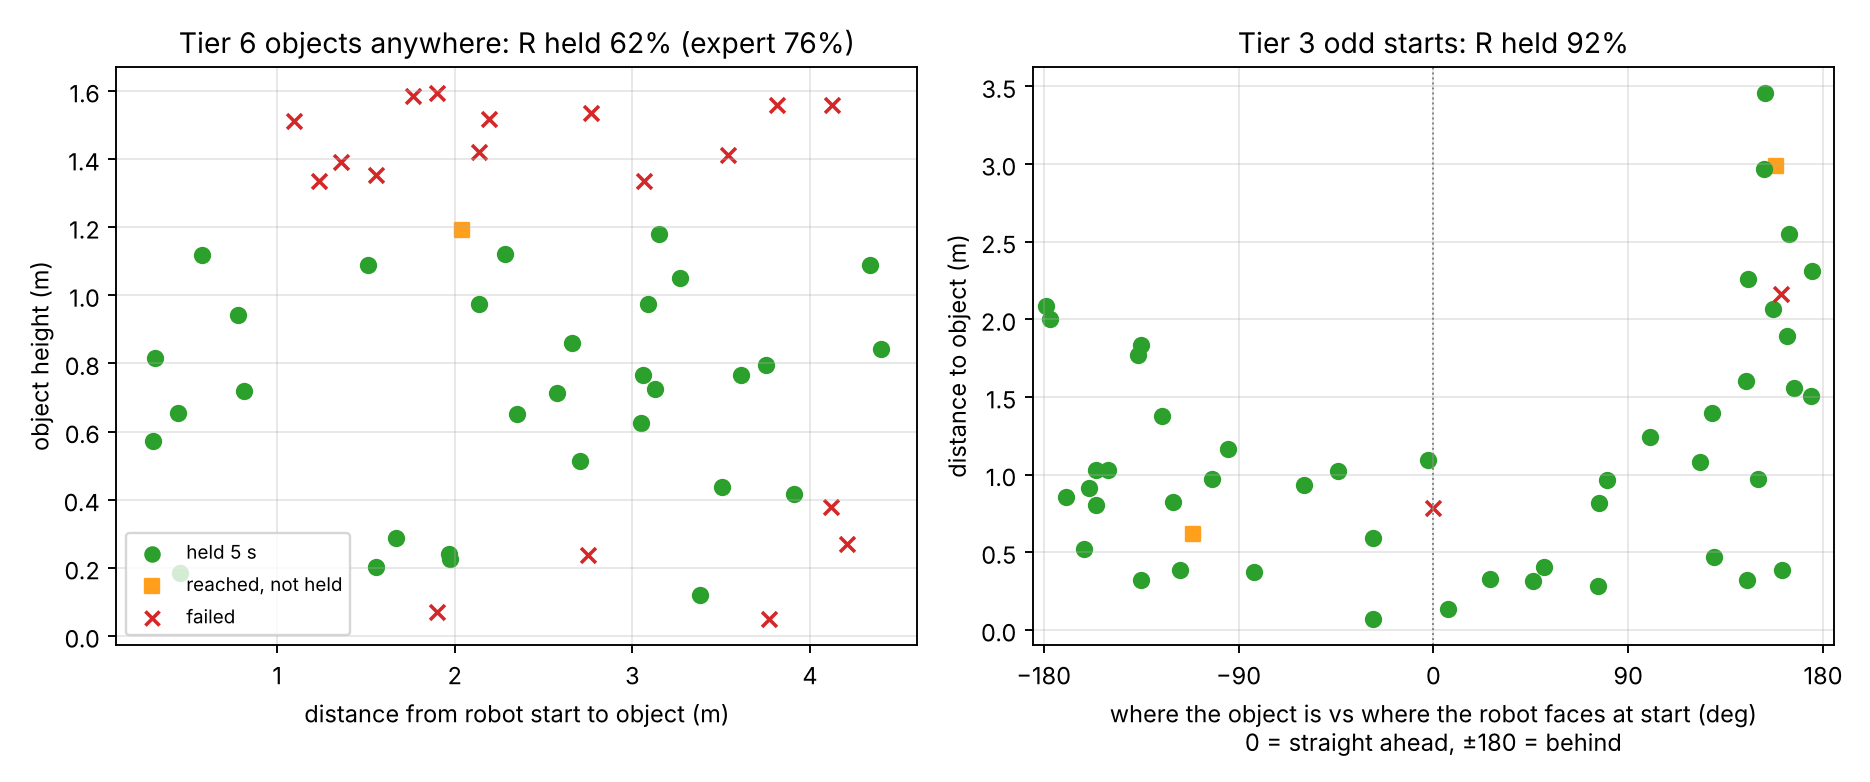 Tier 6 objects anywhere: R held 62% (expert 76%)
object height (m)
1.6
1.4
1.2
1.0
0.8
0.6
0.4
0.2
0.0
held 5 s
reached, not held
failed
1 2 3 4
distance from robot start to object (m)
Tier 3 odd starts: R held 92%
distance to object (m)
3.5
3.0
2.5
2.0
1.5
1.0
0.5
0.0
−180 −90 0 90 180
where the object is vs where the robot faces at start (deg)
0 = straight ahead, ±180 = behind